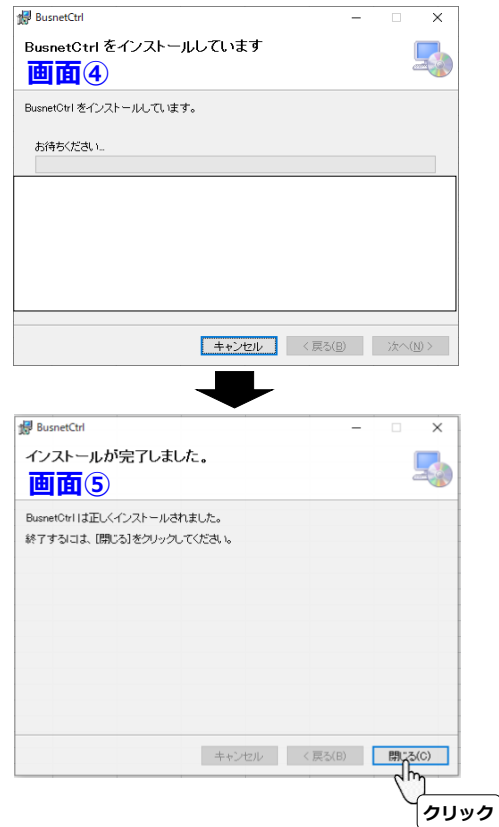 BusnetCtrl
BusnetCtrl をインストールしています
画面④
BusnetCtrl をインストールしています。
お待ちください...
キャンセル
< 戻る(B)
次へ(N) >
BusnetCtrl
インストールが完了しました。
画面⑤
BusnetCtrl は正しくインストールされました。
終了するには、[閉じる]をクリックしてください。
キャンセル
< 戻る(B)
閉じる(C)
クリック